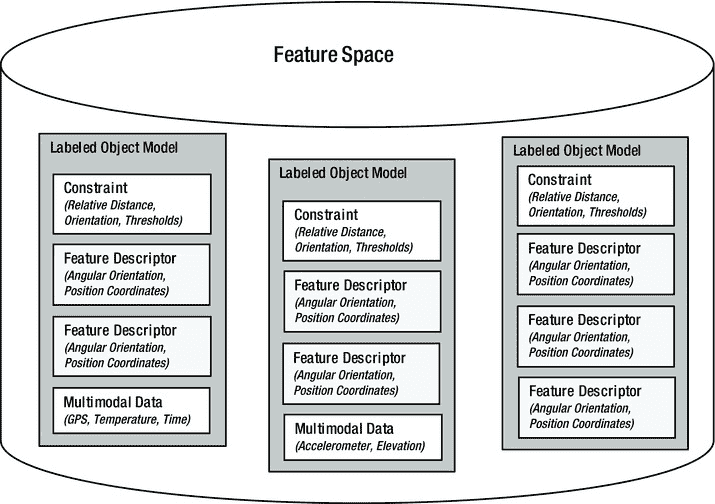 Feature Space
Labeled Object Model
Constraint
(Relative Distance,
Orientation, Thresholds)
Feature Descriptor
(Angular Orientation,
Position Coordinates)
Feature Descriptor
(Angular Orientation,
Position Coordinates)
Multimodal Data
(GPS, Temperature, Time)
Labeled Object Model
Constraint
(Relative Distance,
Orientation, Thresholds)
Feature Descriptor
(Angular Orientation,
Position Coordinates)
Feature Descriptor
(Angular Orientation,
Position Coordinates)
Multimodal Data
(Accelerometer, Elevation)
Labeled Object Model
Constraint
(Relative Distance,
Orientation, Thresholds)
Feature Descriptor
(Angular Orientation,
Position Coordinates)
Feature Descriptor
(Angular Orientation,
Position Coordinates)
Feature Descriptor
(Angular Orientation,
Position Coordinates)